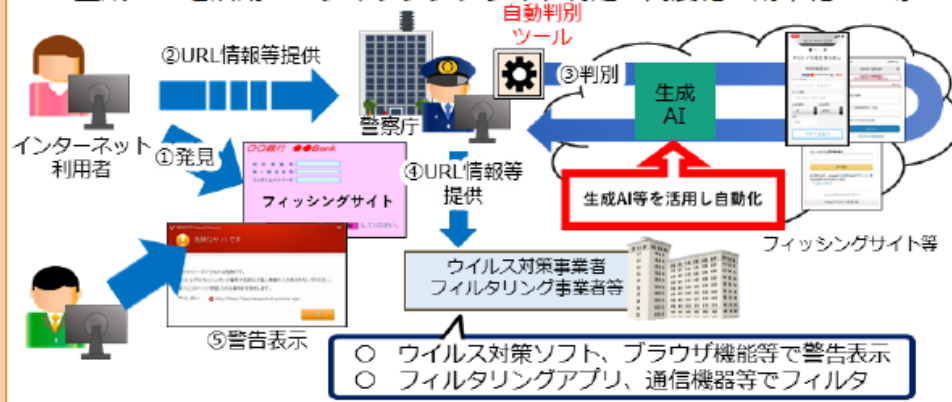 自動判別
ツール
②URL情報等提供
③判別
生成
AI
警察庁
インターネット
利用者
①発見
〇〇銀行 ●●Bank
フィッシングサイト
④URL情報等
提供
生成AI等を活用し自動化
フィッシングサイト等
ウイルス対策事業者
フィルタリング事業者等
⑤警告表示
○ ウイルス対策ソフト、ブラウザ機能等で警告表示
○ フィルタリングアプリ、通信機器等でフィルタ